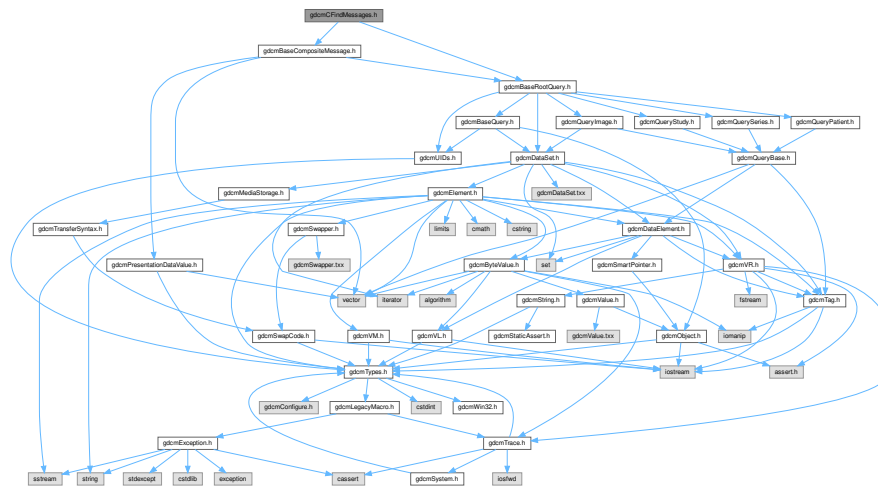 gdcmCFindMessages.h
gdcmBaseCompositeMessage.h
gdcmBaseRootQuery.h
gdcmBaseQuery.h
gdcmQueryImage.h
gdcmQueryStudy.h
gdcmQuerySeries.h
gdcmQueryPatient.h
gdcmUIDs.h
gdcmDataSet.h
gdcmQueryBase.h
gdcmMediaStorage.h
gdcmElement.h
gdcmDataSet.txx
gdcmTransferSyntax.h
gdcmSwapper.h
limits
cmath
cstring
gdcmDataElement.h
gdcmPresentationDataValue.h
gdcmSwapper.txx
gdcmByteValue.h
set
gdcmSmartPointer.h
gdcmVR.h
vector
iterator
algorithm
gdcmString.h
gdcmValue.h
fstream
gdcmTag.h
gdcmSwapCode.h
gdcmVM.h
gdcmVL.h
gdcmStaticAssert.h
gdcmValue.txx
gdcmObject.h
iomanip
gdcmTypes.h
iostream
assert.h
gdcmConfigure.h
gdcmLegacyMacro.h
cstdint
gdcmWin32.h
gdcmException.h
gdcmTrace.h
sstream
string
stdexcept
cstdlib
exception
cassert
gdcmSystem.h
iosfwd